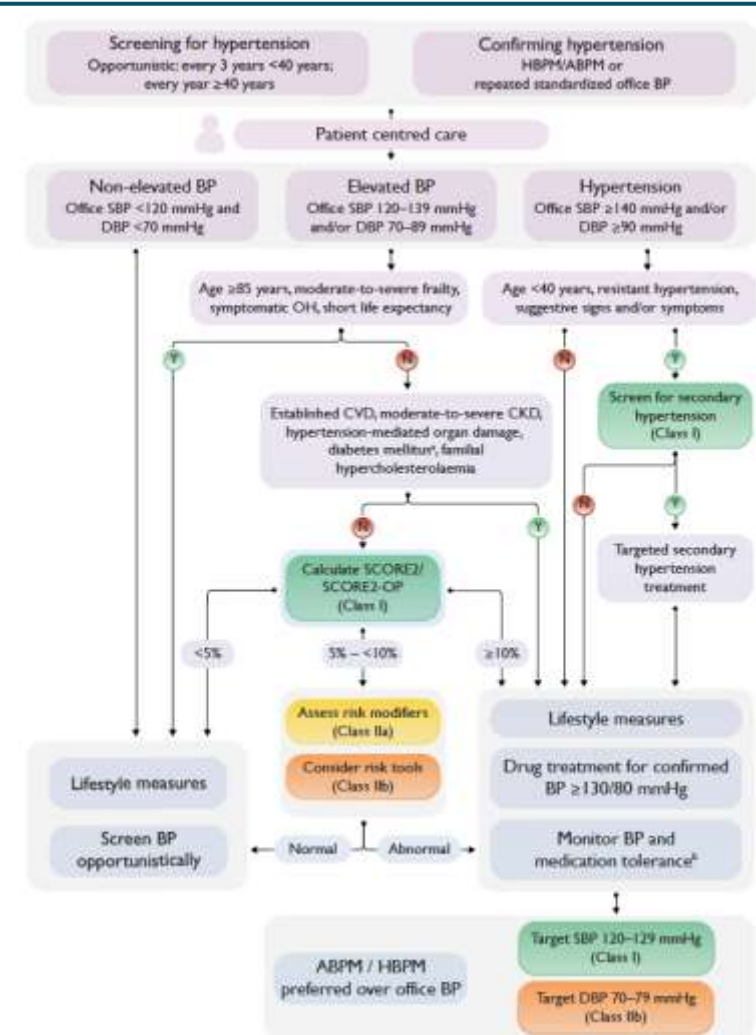 Screening for hypertension
Opportunistic: every 3 years <40 years;
every year ≥40 years
Confirming hypertension
HBPM/ABPM or
repeated standardized office BP
Patient centred care
Non-elevated BP
Office SBP <120 mmHg and
DBP <70 mmHg
Elevated BP
Office SBP 120–139 mmHg
and/or DBP 70–89 mmHg
Hypertension
Office SBP ≥140 mmHg and/or
DBP ≥90 mmHg
Age ≥85 years, moderate-to-severe frailty,
symptomatic OH, short life expectancy
Age <40 years, resistant hypertension,
suggestive signs and/or symptoms
Y
N
N
Y
Established CVD, moderate-to-severe CKD,
hypertension-mediated organ damage,
diabetes mellitusᵃ, familial
hypercholesterolaemia
Screen for secondary
hypertension
(Class I)
N
Y
N
Y
Calculate SCORE2/
SCORE2-OP
(Class I)
Targeted secondary
hypertension
treatment
<5%
5% – <10%
≥10%
Assess risk modifiers
(Class IIa)
Consider risk tools
(Class IIb)
Lifestyle measures
Screen BP
opportunistically
Normal
Abnormal
Lifestyle measures
Drug treatment for confirmed
BP ≥130/80 mmHg
Monitor BP and
medication toleranceᵇ
ABPM / HBPM
preferred over office BP
Target SBP 120–129 mmHg
(Class I)
Target DBP 70–79 mmHg
(Class IIb)